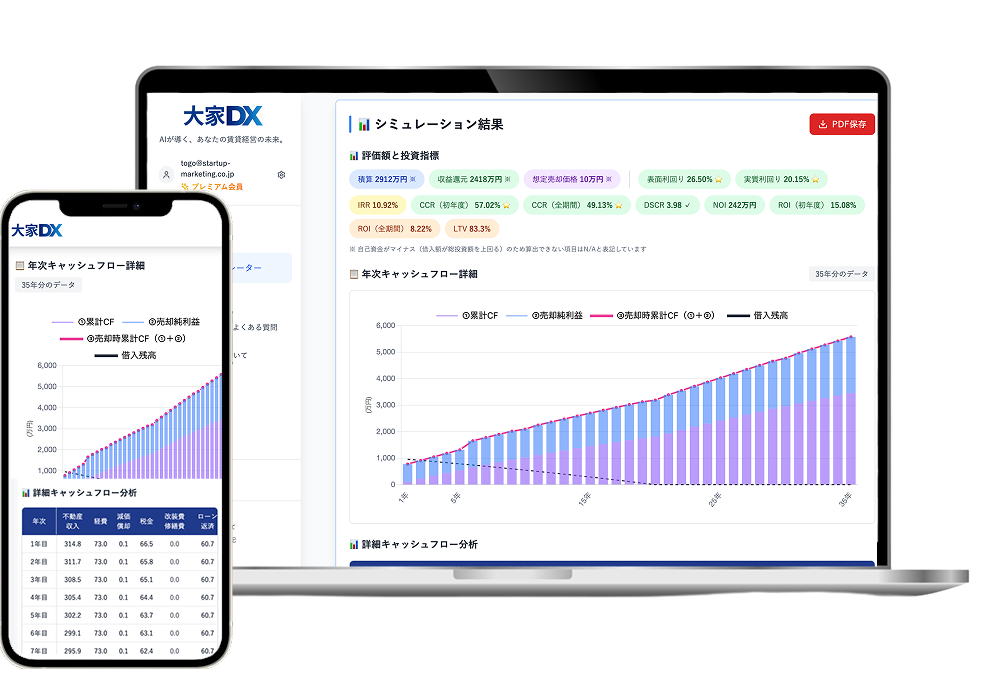 大家DX
AIが導く、あなたの賃貸経営の未来。
togo@startup-
marketing.co.jp
プレミアム会員
レーター
よくある質問
いて
シミュレーション結果
PDF保存
評価額と投資指標
積算 2912万円 ※
収益還元 2418万円 ※
想定売却価格 10万円 ※
表面利回り 26.50%
実質利回り 20.15%
IRR 10.92%
CCR（初年度） 57.02%
CCR（全期間） 49.13%
DSCR 3.98 ✓
NOI 242万円
ROI（初年度） 15.08%
ROI（全期間） 8.22%
LTV 83.3%
※ 自己資金がマイナス（借入額が総投資額を上回る）のため算出できない項目はN/Aと表記しています
年次キャッシュフロー詳細
35年分のデータ
①累計CF
②売却純利益
③売却時累計CF（①＋②）
借入残高
6,000
5,000
4,000
3,000
2,000
1,000
0
(万円)
1年
5年
15年
25年
35年
詳細キャッシュフロー分析
大家DX
年次キャッシュフロー詳細
35年分のデータ
①累計CF
②売却純利益
③売却時累計CF（①＋②）
借入残高
6,000
5,000
4,000
3,000
2,000
1,000
(万円)
詳細キャッシュフロー分析
年次 不動産収入 経費 減価償却 税金 改装費修繕費 ローン返済
1年目 314.8 73.0 0.1 66.5 0.0 60.7
2年目 311.7 73.0 0.1 65.8 0.0 60.7
3年目 308.5 73.0 0.1 65.1 0.0 60.7
4年目 305.4 73.0 0.1 64.4 0.0 60.7
5年目 302.2 73.0 0.1 63.7 0.0 60.7
6年目 299.1 73.0 0.1 63.1 0.0 60.7
7年目 295.9 73.0 0.1 62.4 0.0 60.7